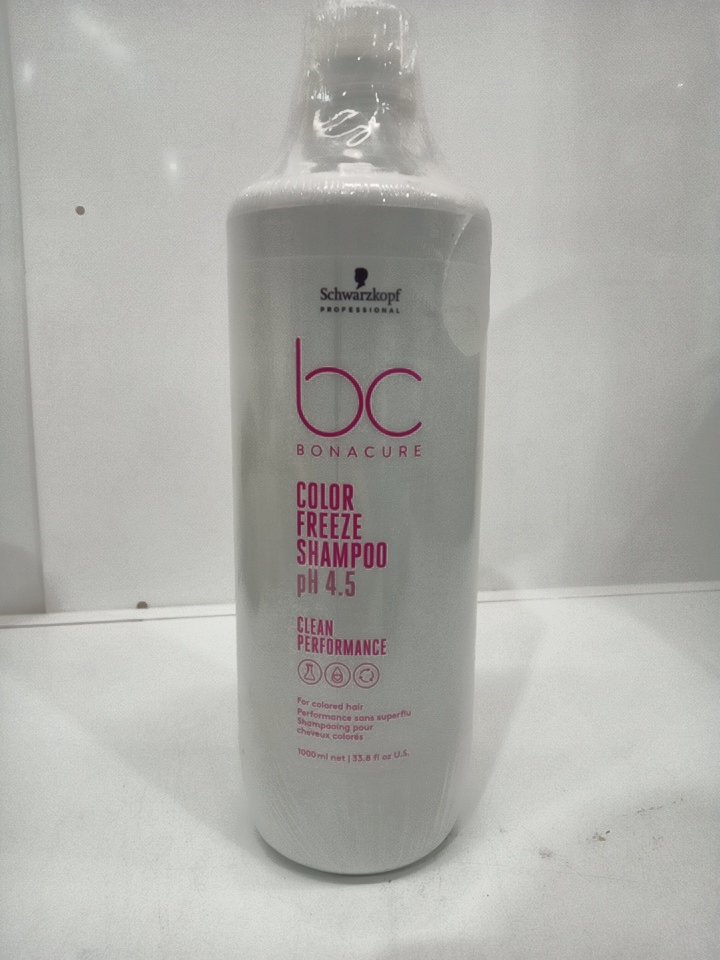 Schwarzkopf
PROFESSIONAL
bc
BONACURE
COLOR
FREEZE
SHAMPOO
pH 4.5
CLEAN
PERFORMANCE
For colored hair
Performance sans superflu
Shampooing pour
cheveux colorés
1000 ml net | 33.8 fl oz U.S.